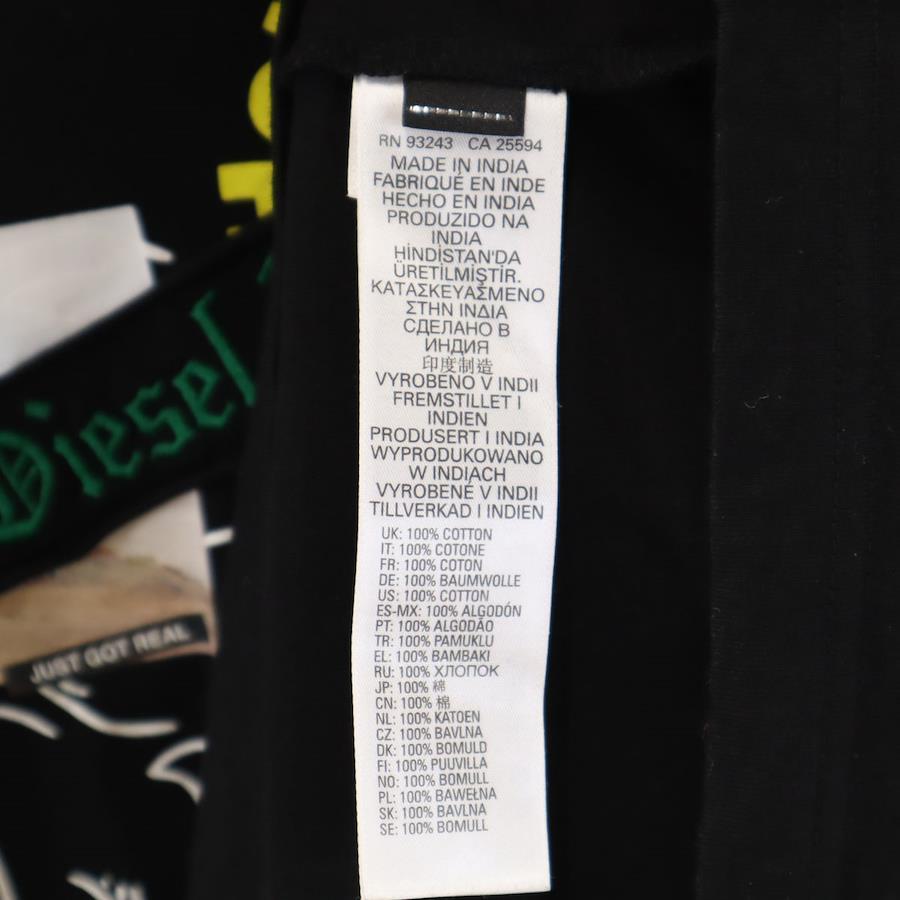 RN 93243 CA 25594
MADE IN INDIA
FABRIQUÉ EN INDE
HECHO EN INDIA
PRODUZIDO NA
INDIA
HİNDİSTAN'DA
ÜRETİLMİŞTİR.
ΚΑΤΑΣΚΕΥΑΣΜΕΝΟ
ΣΤΗΝ ΙΝΔΙΑ
СДЕЛАНО В
ИНДИЯ
印度制造
VYROBENO V INDII
FREMSTILLET I
INDIEN
PRODUSERT I INDIA
WYPRODUKOWANO
W INDIACH
VYROBENÉ V INDII
TILLVERKAD I INDIEN
UK: 100% COTTON
IT: 100% COTONE
FR: 100% COTON
DE: 100% BAUMWOLLE
US: 100% COTTON
ES-MX: 100% ALGODÓN
PT: 100% ALGODÃO
TR: 100% PAMUKLU
EL: 100% BAMBAKI
RU: 100% ХЛОПОК
JP: 100% 綿
CN: 100% 棉
NL: 100% KATOEN
CZ: 100% BAVLNA
DK: 100% BOMULD
FI: 100% PUUVILLA
NO: 100% BOMULL
PL: 100% BAWEŁNA
SK: 100% BAVLNA
SE: 100% BOMULL
Diesel
JUST GOT REAL